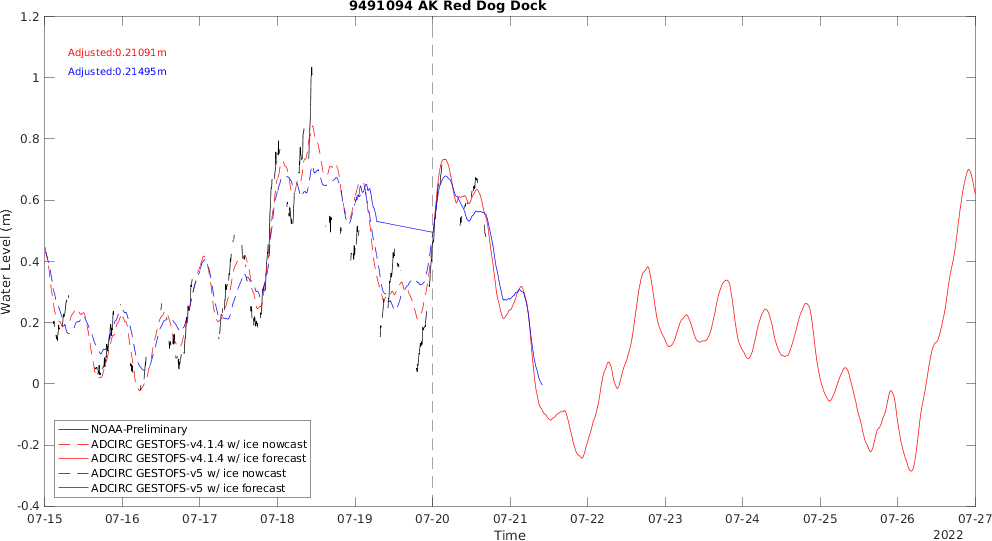 9491094 AK Red Dog Dock
1.2
Adjusted:0.21091m
Adjusted:0.21495m
1
0.8
0.6
0.4
0.2
0
-0.2
-0.4
Water Level (m)
NOAA-Preliminary
ADCIRC GESTOFS-v4.1.4 w/ ice nowcast
ADCIRC GESTOFS-v4.1.4 w/ ice forecast
ADCIRC GESTOFS-v5 w/ ice nowcast
ADCIRC GESTOFS-v5 w/ ice forecast
07-15 07-16 07-17 07-18 07-19 07-20 07-21 07-22 07-23 07-24 07-25 07-26 07-27
Time
2022